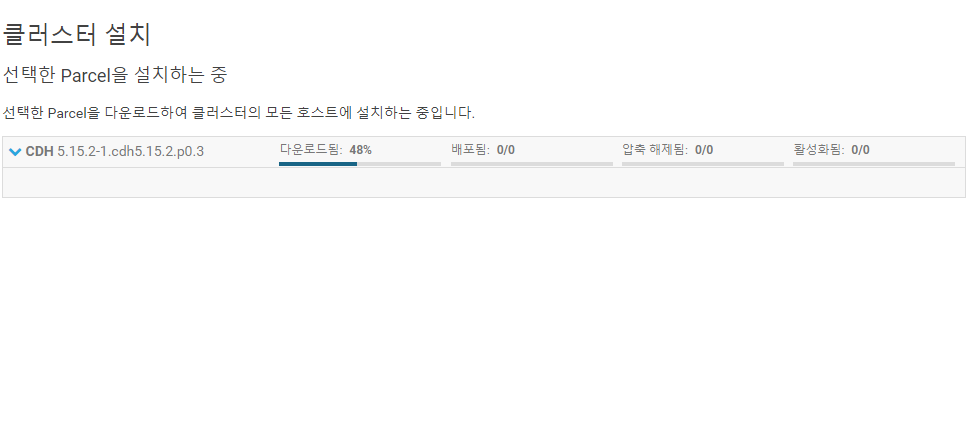 클러스터 설치
선택한 Parcel을 설치하는 중
선택한 Parcel을 다운로드하여 클러스터의 모든 호스트에 설치하는 중입니다.
CDH 5.15.2-1.cdh5.15.2.p0.3 다운로드됨: 48% 배포됨: 0/0 압축 해제됨: 0/0 활성화됨: 0/0